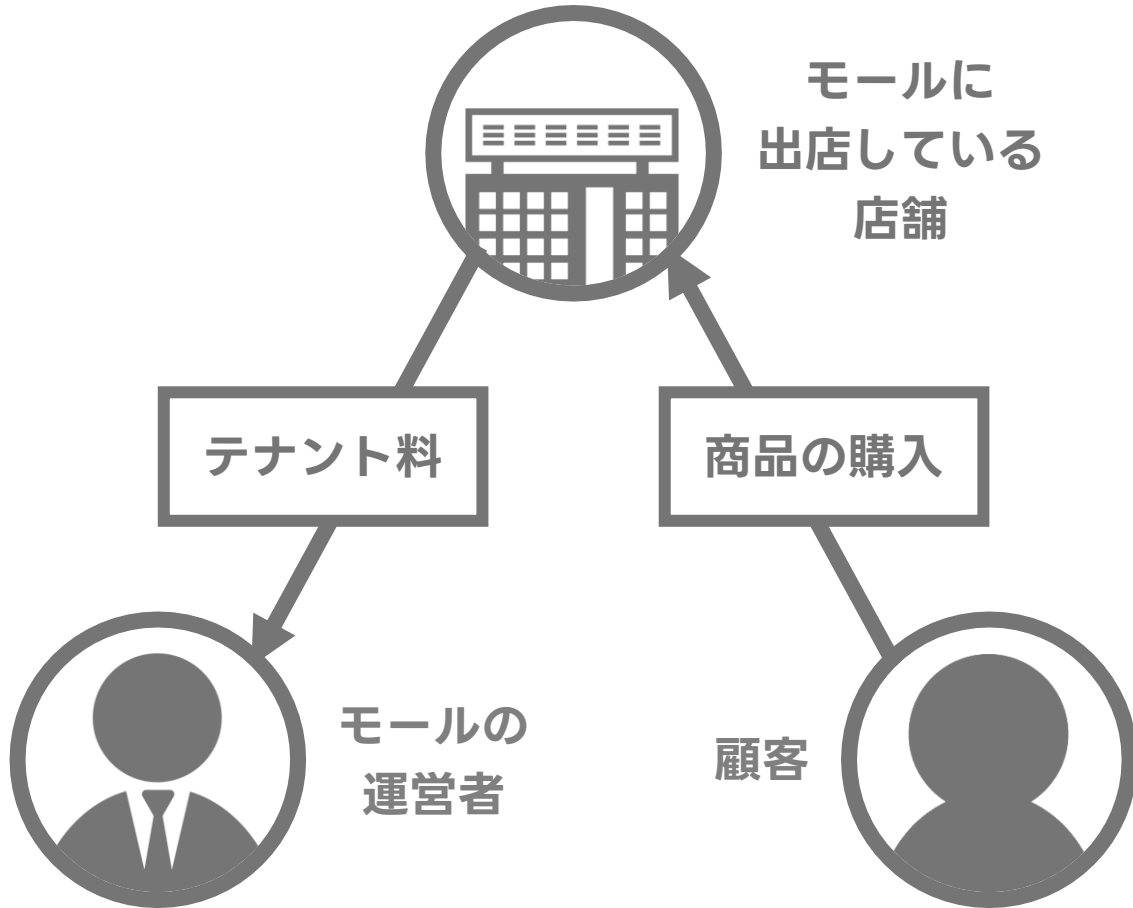 モールに
出店している
店舗
テナント料
商品の購入
モールの
運営者
顧客